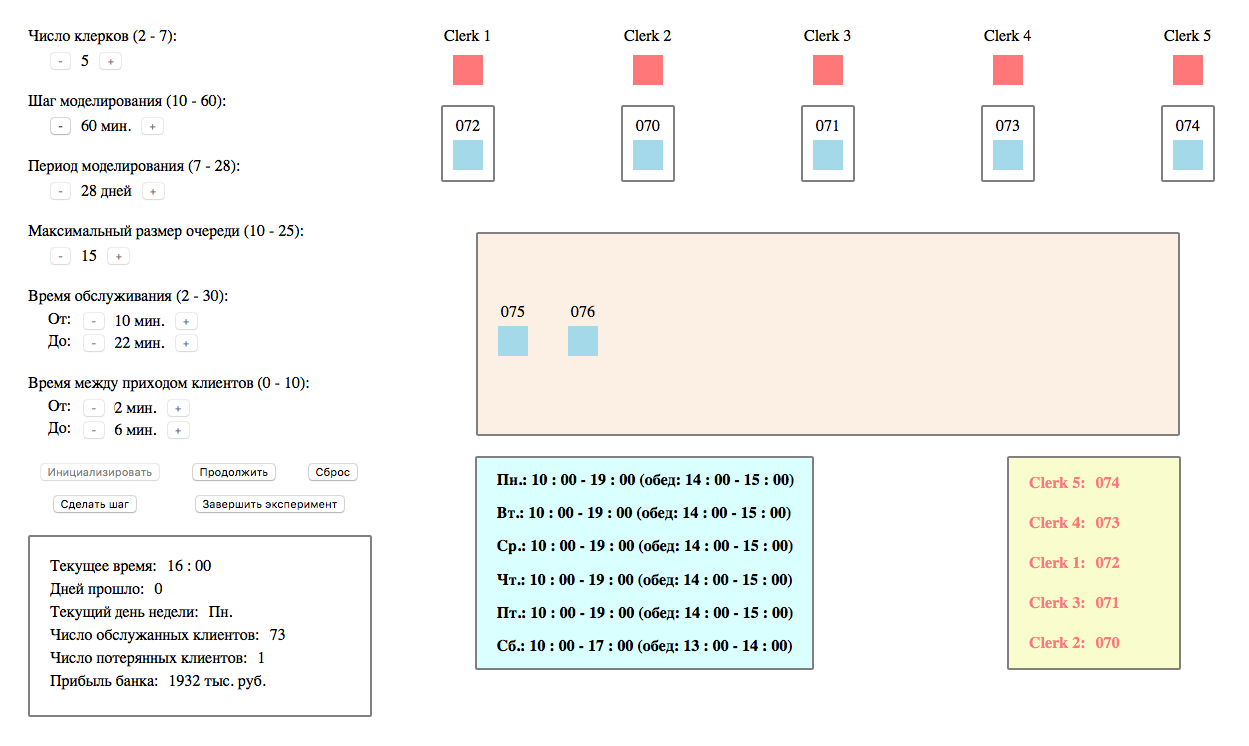 Число клерков (2 - 7):
- 5 +
Шаг моделирования (10 - 60):
- 60 мин. +
Период моделирования (7 - 28):
- 28 дней +
Максимальный размер очереди (10 - 25):
- 15 +
Время обслуживания (2 - 30):
От: - 10 мин. +
До: - 22 мин. +
Время между приходом клиентов (0 - 10):
От: - 2 мин. +
До: - 6 мин. +
Инициализировать Продолжить Сброс
Сделать шаг Завершить эксперимент
Текущее время: 16 : 00
Дней прошло: 0
Текущий день недели: Пн.
Число обслужанных клиентов: 73
Число потерянных клиентов: 1
Прибыль банка: 1932 тыс. руб.
Clerk 1 Clerk 2 Clerk 3 Clerk 4 Clerk 5
072 070 071 073 074
075 076
Пн.: 10 : 00 - 19 : 00 (обед: 14 : 00 - 15 : 00)
Вт.: 10 : 00 - 19 : 00 (обед: 14 : 00 - 15 : 00)
Ср.: 10 : 00 - 19 : 00 (обед: 14 : 00 - 15 : 00)
Чт.: 10 : 00 - 19 : 00 (обед: 14 : 00 - 15 : 00)
Пт.: 10 : 00 - 19 : 00 (обед: 14 : 00 - 15 : 00)
Сб.: 10 : 00 - 17 : 00 (обед: 13 : 00 - 14 : 00)
Clerk 5: 074
Clerk 4: 073
Clerk 1: 072
Clerk 3: 071
Clerk 2: 070